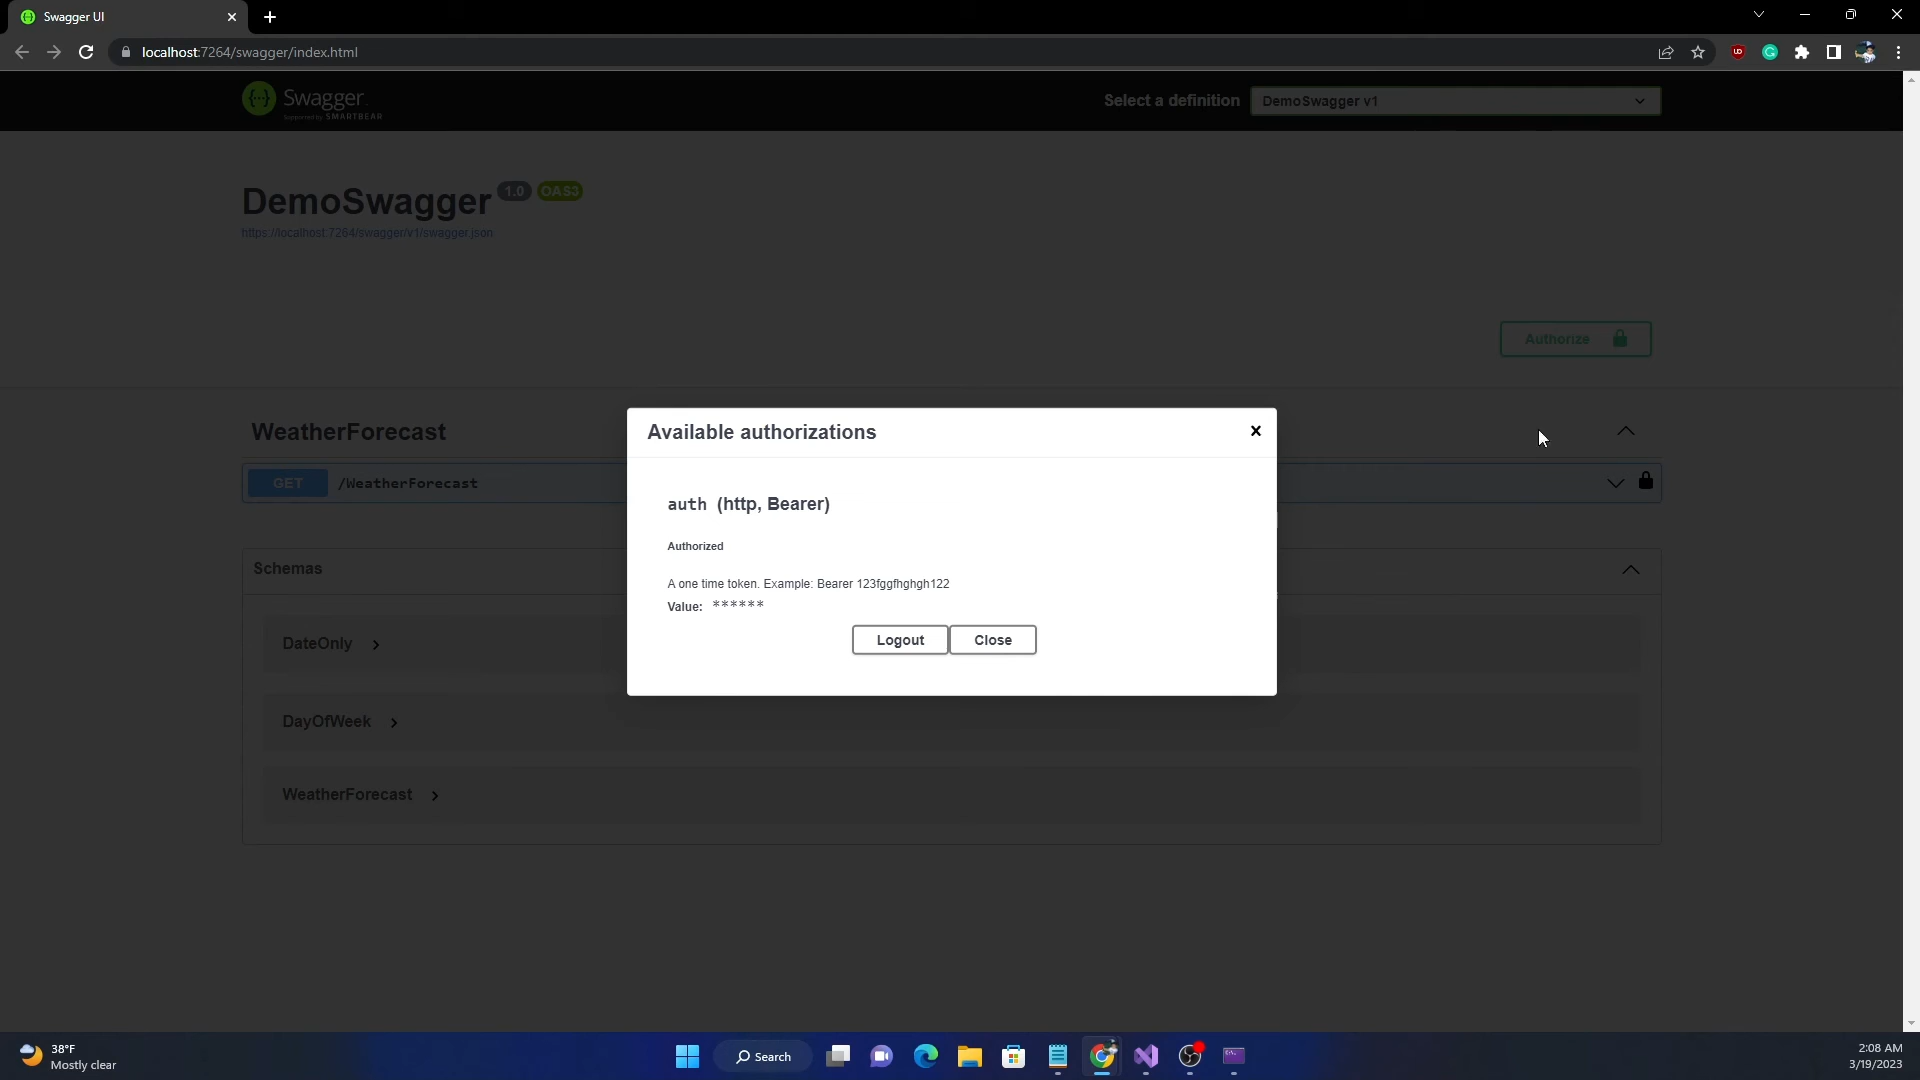 Swagger UI
localhost:7264/swagger/index.html
Swagger.
Supported by SMARTBEAR
Select a definition
DemoSwagger v1
DemoSwagger 1.0 OAS3
https://localhost:7264/swagger/v1/swagger.json
Authorize
WeatherForecast
GET /WeatherForecast
Available authorizations
auth (http, Bearer)
Authorized
A one time token. Example: Bearer 123fggfhghgh122
Value: ******
Logout Close
Schemas
DateOnly
DayOfWeek
WeatherForecast
38°F
Mostly clear
Search
2:08 AM
3/19/2023